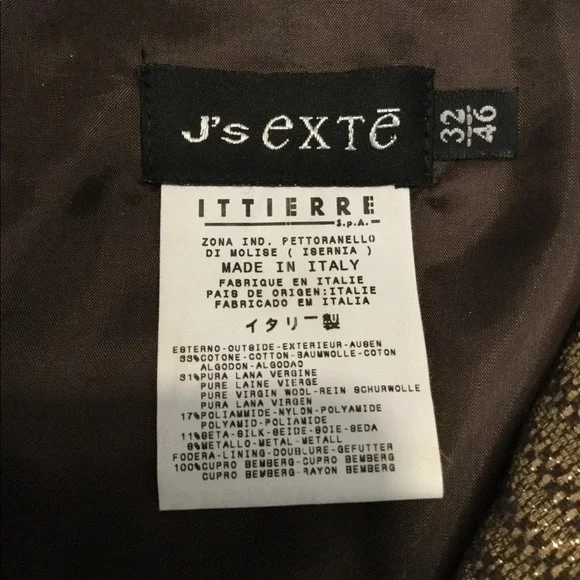 J's eXTē
32
46
ITTIERRE
S.p.A.
ZONA IND. PETTORANELLO
DI MOLISE ( ISERNIA )
MADE IN ITALY
FABRIQUE EN ITALIE
PAIS DE ORIGEN:ITALIE
FABRICADO EM ITALIA
イタリー製
ESTERNO-OUTSIDE-EXTERIEUR-AUSEN
33%COTONE-COTTON-BAUMWOLLE-COTON
ALGODON-ALGODAO
31%PURA LANA VERGINE
PURE LAINE VIERGE
PURE VIRGIN WOOL-REIN SCHURWOLLE
PURA LANA VIRGEN
17%POLIAMMIDE-NYLON-POLYAMIDE
POLYAMID-POLIAMIDE
11%SETA-SILK-SEIDE-SOIE-SEDA
8%METALLO-METAL-METALL
FODERA-LINING-DOUBLURE-GEFUTTER
100%CUPRO BEMBERG-CUPRO BEMBERG
CUPRO BEMBERG-RAYON BEMBERG